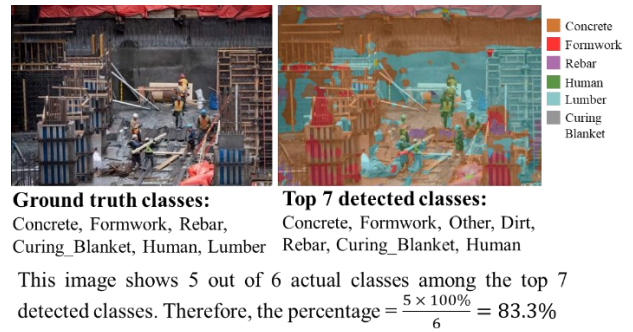 Concrete
Formwork
Rebar
Human
Lumber
Curing
Blanket
Ground truth classes:
Concrete, Formwork, Rebar,
Curing_Blanket, Human, Lumber
Top 7 detected classes:
Concrete, Formwork, Other, Dirt,
Rebar, Curing_Blanket, Human
This image shows 5 out of 6 actual classes among the top 7
detected classes. Therefore, the percentage = 5 × 100% / 6 = 83.3%